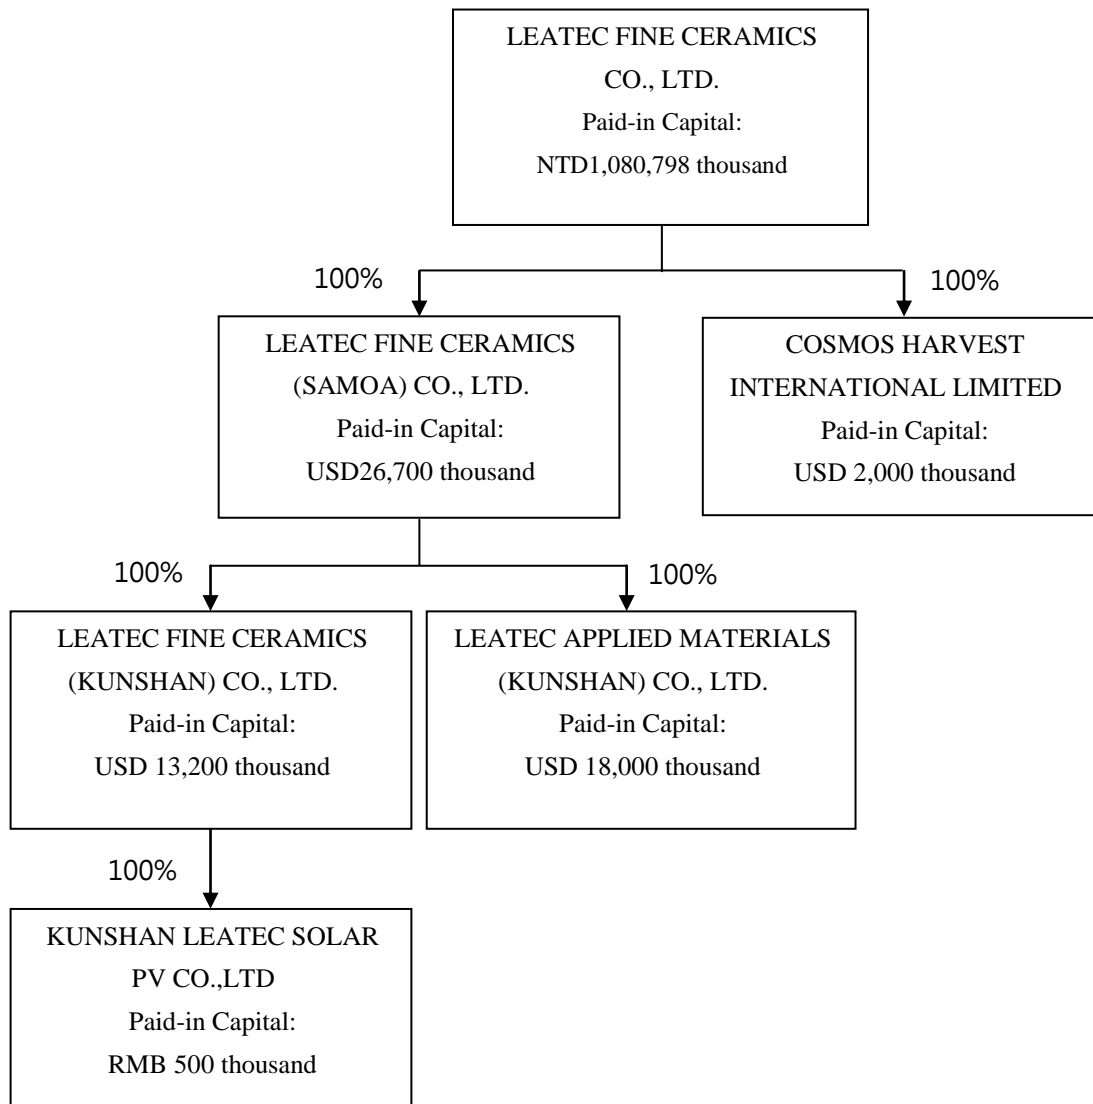 LEATEC FINE CERAMICS
CO., LTD.
Paid-in Capital:
NTD1,080,798 thousand
100%
100%
LEATEC FINE CERAMICS
(SAMOA) CO., LTD.
Paid-in Capital:
USD26,700 thousand
COSMOS HARVEST
INTERNATIONAL LIMITED
Paid-in Capital:
USD 2,000 thousand
100%
100%
LEATEC FINE CERAMICS
(KUNSHAN) CO., LTD.
Paid-in Capital:
USD 13,200 thousand
LEATEC APPLIED MATERIALS
(KUNSHAN) CO., LTD.
Paid-in Capital:
USD 18,000 thousand
100%
KUNSHAN LEATEC SOLAR
PV CO.,LTD
Paid-in Capital:
RMB 500 thousand